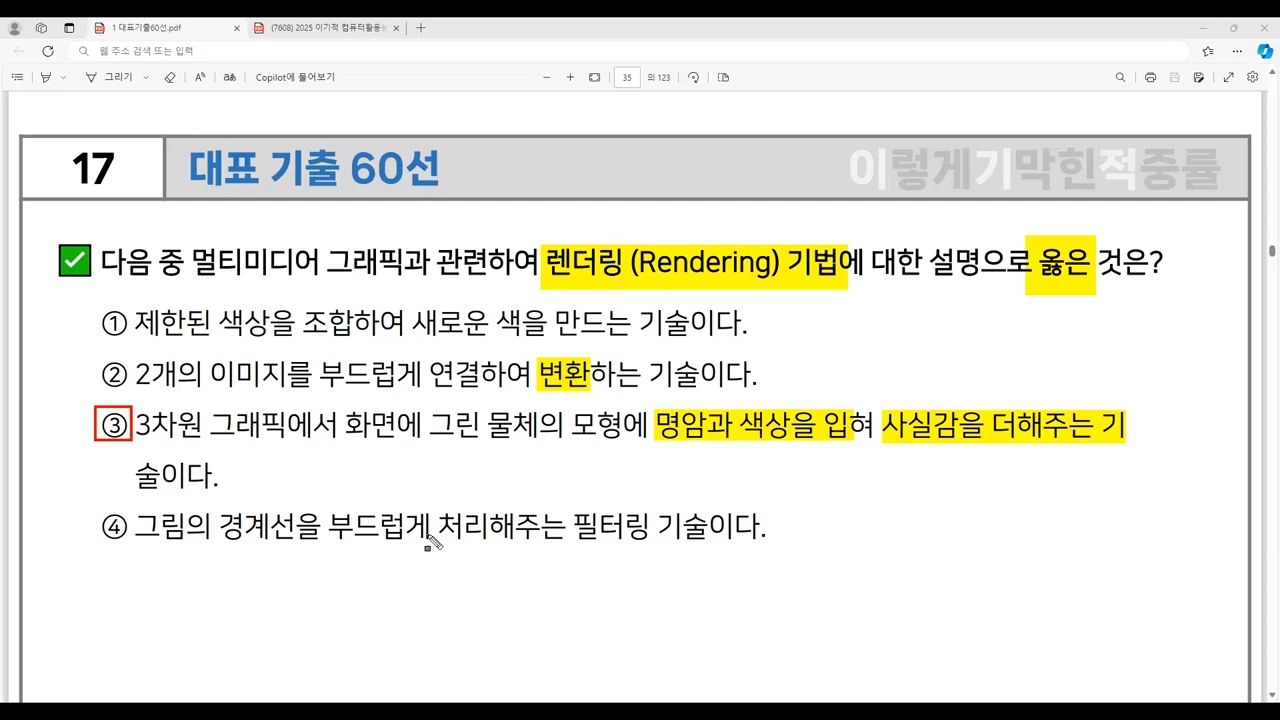 1 대표기출60선.pdf
(7608) 2025 이기적 컴퓨터활용능
웹 주소 검색 또는 입력
그리기
Copilot에 물어보기
35 의 123
17 대표 기출 60선 이렇게기막힌적중률
다음 중 멀티미디어 그래픽과 관련하여 렌더링 (Rendering) 기법에 대한 설명으로 옳은 것은?
① 제한된 색상을 조합하여 새로운 색을 만드는 기술이다.
② 2개의 이미지를 부드럽게 연결하여 변환하는 기술이다.
③ 3차원 그래픽에서 화면에 그린 물체의 모형에 명암과 색상을 입혀 사실감을 더해주는 기
술이다.
④ 그림의 경계선을 부드럽게 처리해주는 필터링 기술이다.